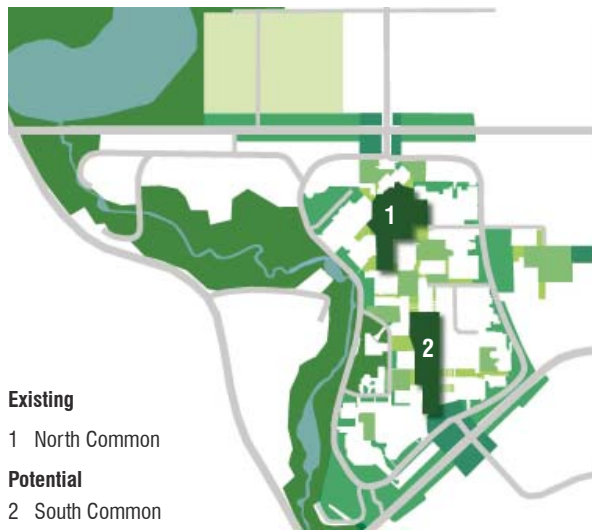 1
2
Existing
1 North Common
Potential
2 South Common